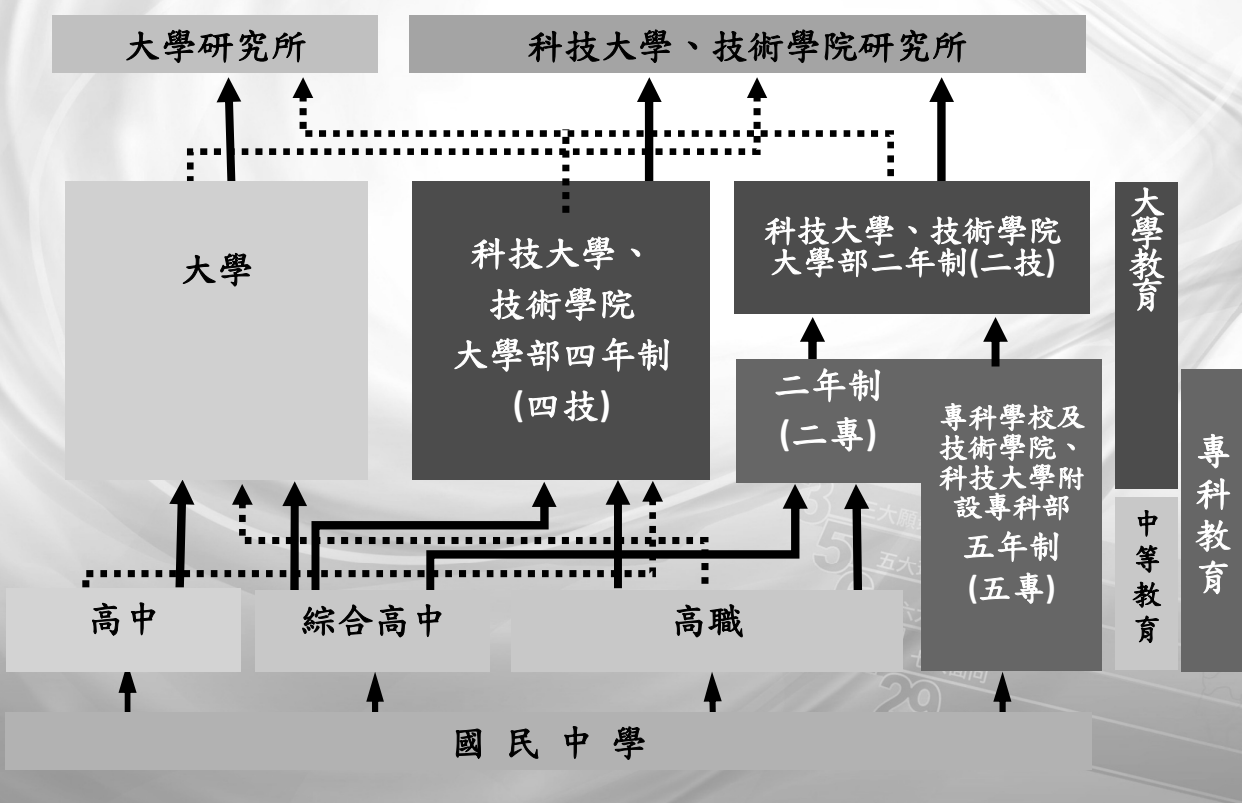 大學研究所
科技大學、技術學院研究所
大學
科技大學、
技術學院
大學部四年制
(四技)
科技大學、技術學院
大學部二年制(二技)
大學教育
二年制
(二專)
專科學校及
技術學院、
科技大學附
設專科部
五年制
(五專)
專科教育
中等教育
高中
綜合高中
高職
國民中學
29